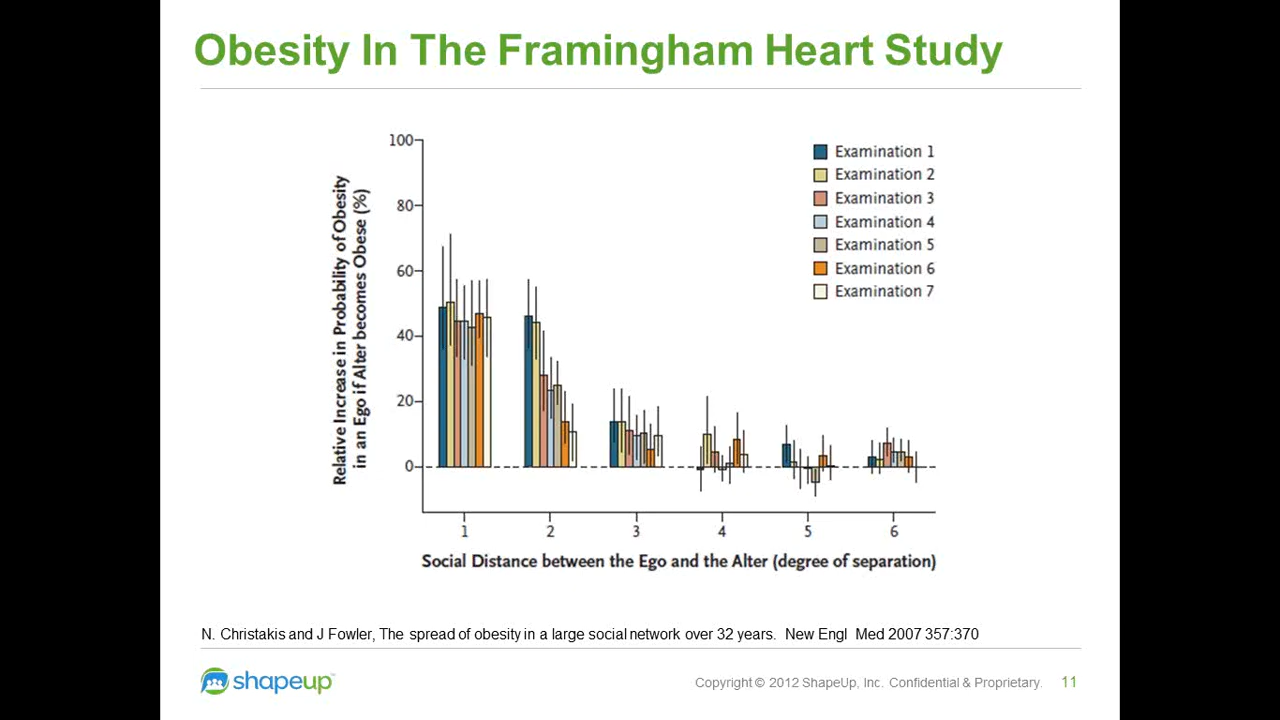 Obesity In The Framingham Heart Study
Relative Increase in Probability of Obesity
in an Ego if Alter becomes Obese (%)
100
80
60
40
20
0
Examination 1
Examination 2
Examination 3
Examination 4
Examination 5
Examination 6
Examination 7
1 2 3 4 5 6
Social Distance between the Ego and the Alter (degree of separation)
N. Christakis and J Fowler, The spread of obesity in a large social network over 32 years. New Engl Med 2007 357:370
shapeup™
Copyright © 2012 ShapeUp, Inc. Confidential & Proprietary. 11